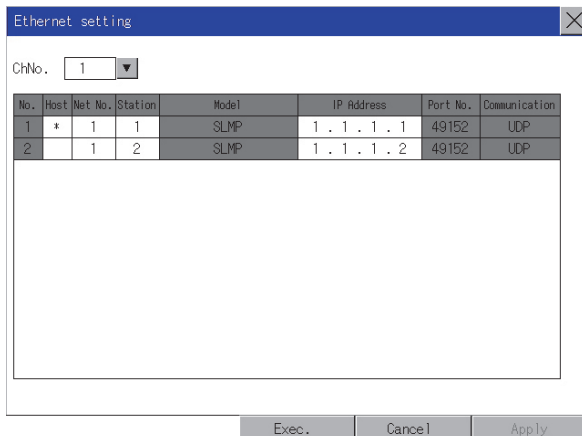 Ethernet setting
ChNo. 1
No. Host Net No. Station Model IP Address Port No. Communication
1 * 1 1 SLMP 1 . 1 . 1 . 1 49152 UDP
2 1 2 SLMP 1 . 1 . 1 . 2 49152 UDP
Exec. Cancel Apply